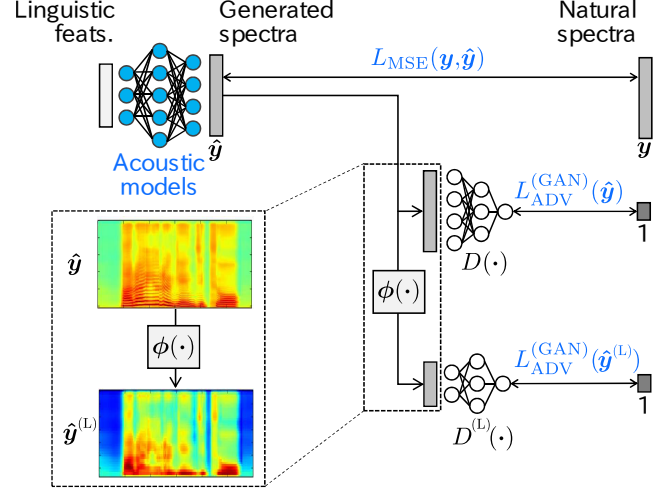 Linguistic feats.
Generated spectra
Natural spectra
L_MSE(y,ŷ)
ŷ
y
Acoustic models
L_ADV^(GAN)(ŷ)
1
D(·)
ŷ
ϕ(·)
ϕ(·)
L_ADV^(GAN)(ŷ^(L))
1
ŷ^(L)
D^(L)(·)